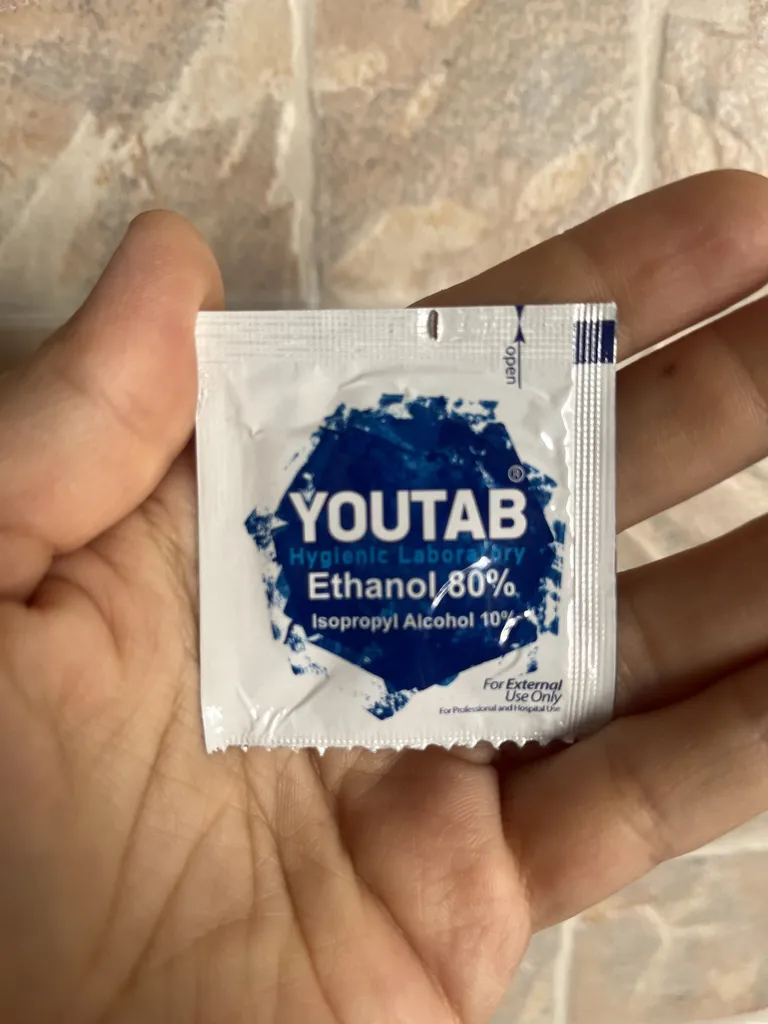 open
®
YOUTAB
Hygienic Laboratory
Ethanol 80%
Isopropyl Alcohol 10%
For External
Use Only
For Professional and Hospital Use